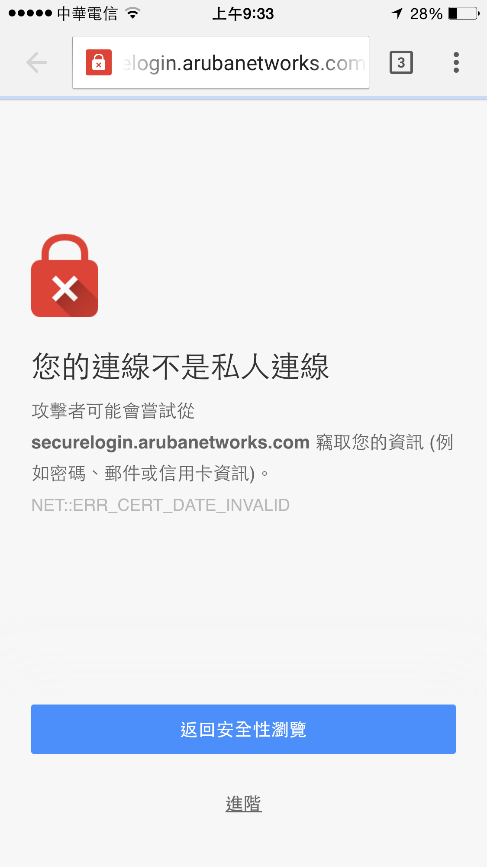 中華電信 上午9:33 28%
elogin.arubanetworks.com 3
您的連線不是私人連線
攻擊者可能會嘗試從
securelogin.arubanetworks.com 竊取您的資訊 (例
如密碼、郵件或信用卡資訊)。
NET::ERR_CERT_DATE_INVALID
返回安全性瀏覽
進階